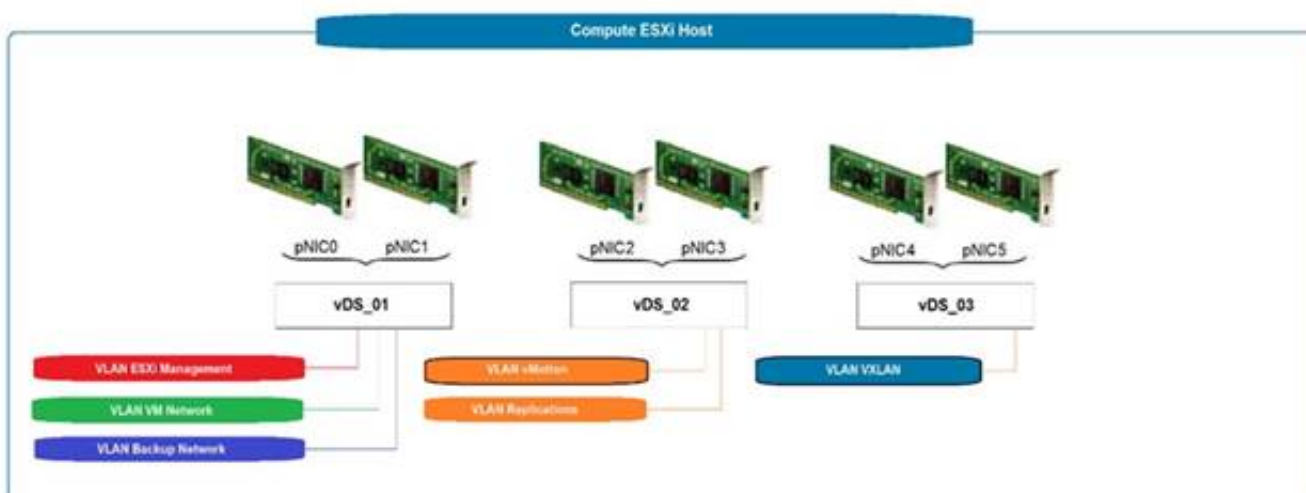 Compute ESXi Host
pNIC0 pNIC1 pNIC2 pNIC3 pNIC4 pNIC5
vDS_01 vDS_02 vDS_03
VLAN ESXi Management VLAN vMotion VLAN VXLAN
VLAN VM Network VLAN Replications
VLAN Backup Network